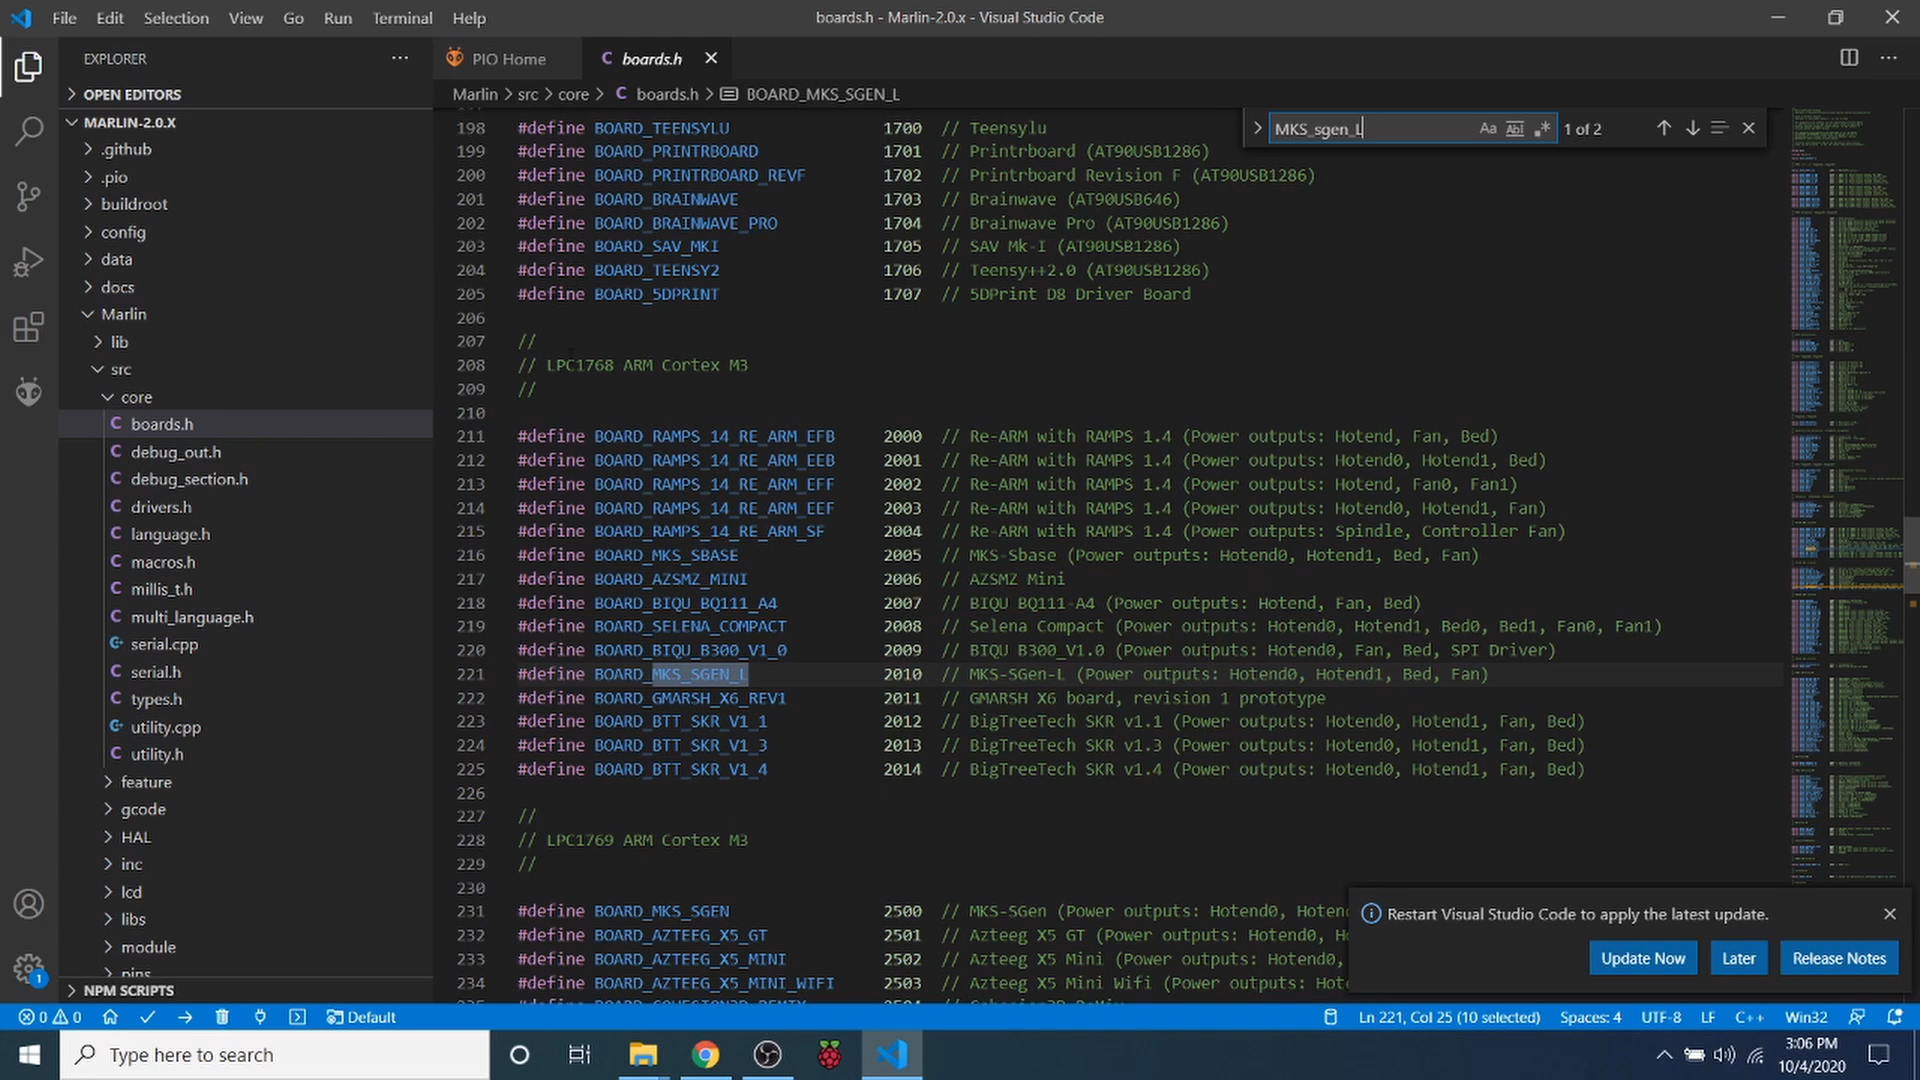 File Edit Selection View Go Run Terminal Help
boards.h - Marlin-2.0.x - Visual Studio Code
EXPLORER
OPEN EDITORS
MARLIN-2.0.X
.github
.pio
buildroot
config
data
docs
Marlin
lib
src
core
boards.h
debug_out.h
debug_section.h
drivers.h
language.h
macros.h
millis_t.h
multi_language.h
serial.cpp
serial.h
types.h
utility.cpp
utility.h
feature
gcode
HAL
inc
lcd
libs
module
pins
NPM SCRIPTS
PIO Home
boards.h
Marlin > src > core > C boards.h > BOARD_MKS_SGEN_L
MKS_sgen_L Aa Abl .* 1 of 2
198 #define BOARD_TEENSYLU 1700 // Teensylu
199 #define BOARD_PRINTRBOARD 1701 // Printrboard (AT90USB1286)
200 #define BOARD_PRINTRBOARD_REVF 1702 // Printrboard Revision F (AT90USB1286)
201 #define BOARD_BRAINWAVE 1703 // Brainwave (AT90USB646)
202 #define BOARD_BRAINWAVE_PRO 1704 // Brainwave Pro (AT90USB1286)
203 #define BOARD_SAV_MKI 1705 // SAV Mk-I (AT90USB1286)
204 #define BOARD_TEENSY2 1706 // Teensy++2.0 (AT90USB1286)
205 #define BOARD_5DPRINT 1707 // 5DPrint D8 Driver Board
206
207 //
208 // LPC1768 ARM Cortex M3
209 //
210
211 #define BOARD_RAMPS_14_RE_ARM_EFB 2000 // Re-ARM with RAMPS 1.4 (Power outputs: Hotend, Fan, Bed)
212 #define BOARD_RAMPS_14_RE_ARM_EEB 2001 // Re-ARM with RAMPS 1.4 (Power outputs: Hotend0, Hotend1, Bed)
213 #define BOARD_RAMPS_14_RE_ARM_EFF 2002 // Re-ARM with RAMPS 1.4 (Power outputs: Hotend, Fan0, Fan1)
214 #define BOARD_RAMPS_14_RE_ARM_EEF 2003 // Re-ARM with RAMPS 1.4 (Power outputs: Hotend0, Hotend1, Fan)
215 #define BOARD_RAMPS_14_RE_ARM_SF 2004 // Re-ARM with RAMPS 1.4 (Power outputs: Spindle, Controller Fan)
216 #define BOARD_MKS_SBASE 2005 // MKS-Sbase (Power outputs: Hotend0, Hotend1, Bed, Fan)
217 #define BOARD_AZSMZ_MINI 2006 // AZSMZ Mini
218 #define BOARD_BIQU_BQ111_A4 2007 // BIQU BQ111-A4 (Power outputs: Hotend, Fan, Bed)
219 #define BOARD_SELENA_COMPACT 2008 // Selena Compact (Power outputs: Hotend0, Hotend1, Bed0, Bed1, Fan0, Fan1)
220 #define BOARD_BIQU_B300_V1_0 2009 // BIQU B300_V1.0 (Power outputs: Hotend0, Fan, Bed, SPI Driver)
221 #define BOARD_MKS_SGEN_L 2010 // MKS-SGen-L (Power outputs: Hotend0, Hotend1, Bed, Fan)
222 #define BOARD_GMARSH_X6_REV1 2011 // GMARSH X6 board, revision 1 prototype
223 #define BOARD_BTT_SKR_V1_1 2012 // BigTreeTech SKR v1.1 (Power outputs: Hotend0, Hotend1, Fan, Bed)
224 #define BOARD_BTT_SKR_V1_3 2013 // BigTreeTech SKR v1.3 (Power outputs: Hotend0, Hotend1, Fan, Bed)
225 #define BOARD_BTT_SKR_V1_4 2014 // BigTreeTech SKR v1.4 (Power outputs: Hotend0, Hotend1, Fan, Bed)
226
227 //
228 // LPC1769 ARM Cortex M3
229 //
230
231 #define BOARD_MKS_SGEN 2500 // MKS-SGen (Power outputs: Hotend0, Hoten
232 #define BOARD_AZTEEG_X5_GT 2501 // Azteeg X5 GT (Power outputs: Hotend0, H
233 #define BOARD_AZTEEG_X5_MINI 2502 // Azteeg X5 Mini (Power outputs: Hotend0,
234 #define BOARD_AZTEEG_X5_MINI_WIFI 2503 // Azteeg X5 Mini Wifi (Power outputs: Hot
Restart Visual Studio Code to apply the latest update.
Update Now Later Release Notes
1
0 0 Default
Ln 221, Col 25 (10 selected) Spaces: 4 UTF-8 LF C++ Win32
Type here to search
3:06 PM
10/4/2020